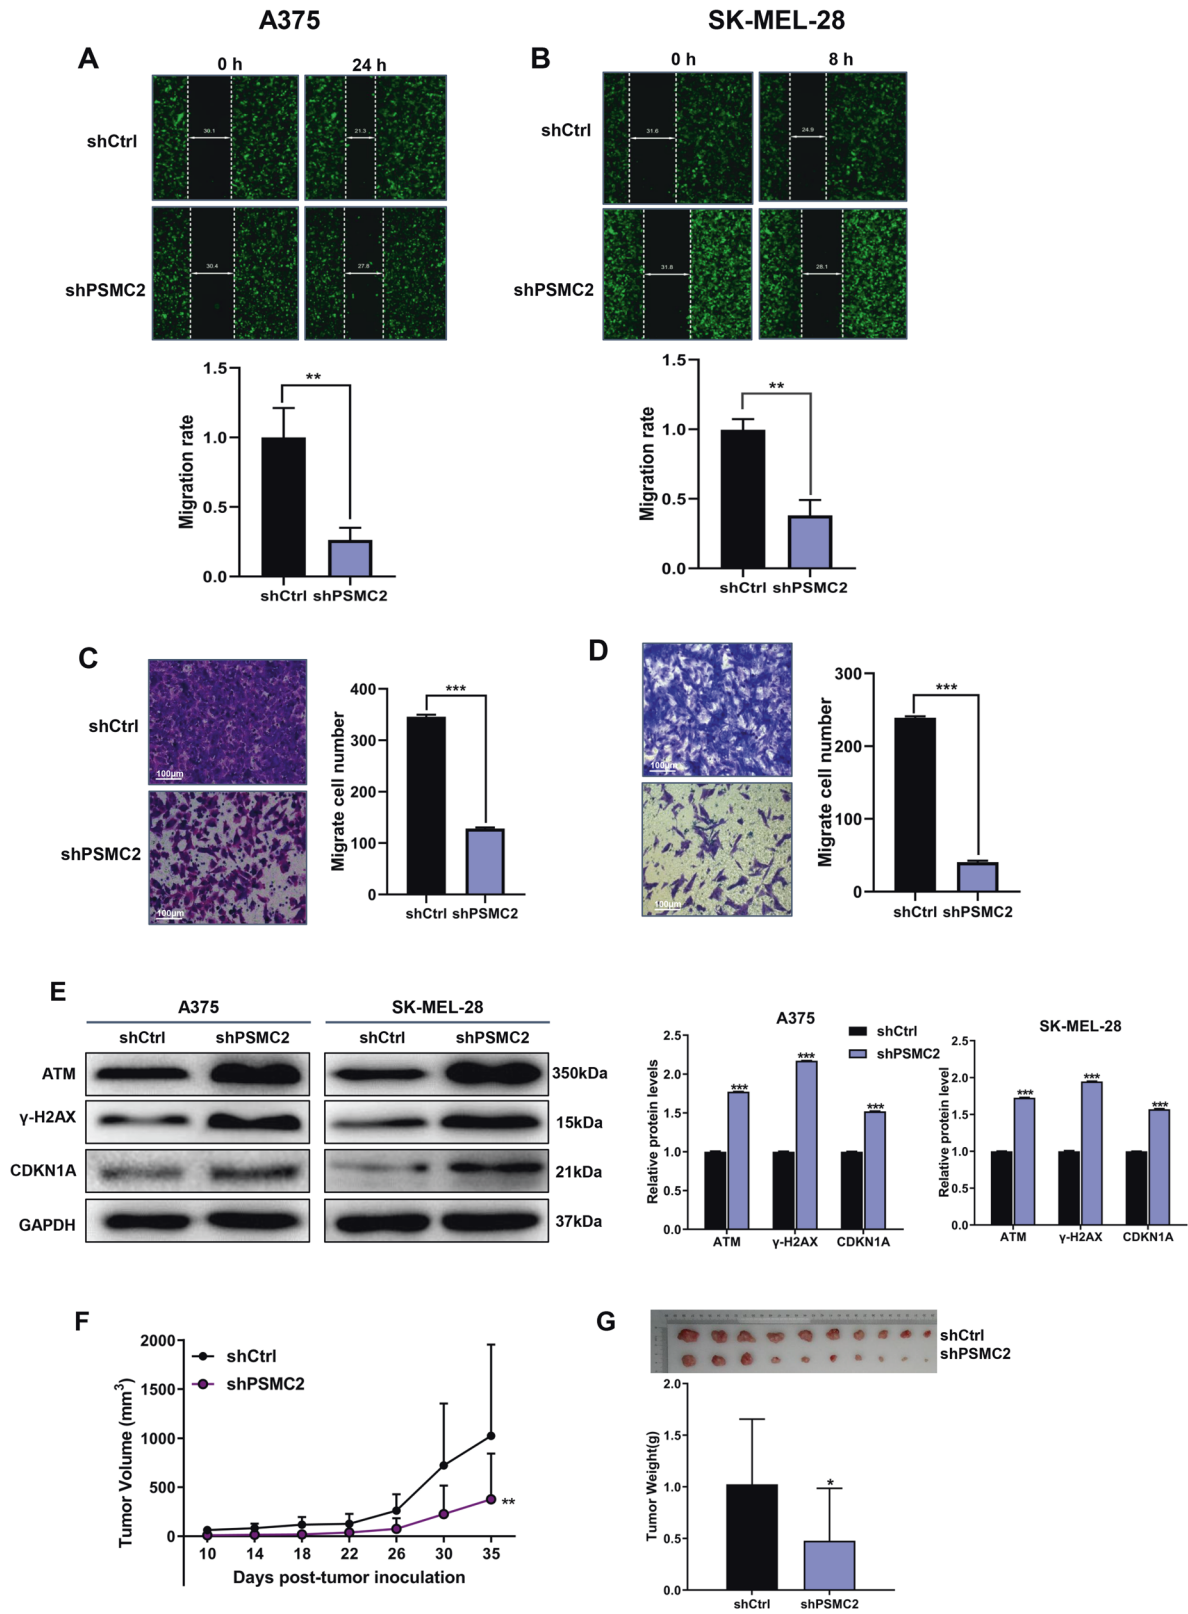 A375
SK-MEL-28
A
B
0 h
24 h
0 h
8 h
shCtrl
36.1
21.3
shCtrl
31.6
24.9
shPSMC2
30.4
27.8
shPSMC2
31.8
28.1
1.5
1.0
0.5
0.0
Migration rate
**
shCtrl
shPSMC2
1.5
1.0
0.5
0.0
Migration rate
**
shCtrl
shPSMC2
C
D
shCtrl
100μm
shPSMC2
100μm
400
300
200
100
0
Migrate cell number
***
shCtrl
shPSMC2
100μm
100μm
300
200
100
0
Migrate cell number
***
shCtrl
shPSMC2
E
A375
SK-MEL-28
shCtrl
shPSMC2
shCtrl
shPSMC2
ATM
350kDa
γ-H2AX
15kDa
CDKN1A
21kDa
GAPDH
37kDa
A375
shCtrl
shPSMC2
2.5
2.0
1.5
1.0
0.5
0.0
Relative protein levels
***
***
***
ATM
γ-H2AX
CDKN1A
SK-MEL-28
2.5
2.0
1.5
1.0
0.5
0.0
Relative protein level
***
***
***
ATM
γ-H2AX
CDKN1A
F
shCtrl
shPSMC2
2000
1500
1000
500
0
Tumor Volume (mm³)
**
10 14 18 22 26 30 35
Days post-tumor inoculation
G
shCtrl
shPSMC2
2.0
1.5
1.0
0.5
0.0
Tumor Weight(g)
*
shCtrl
shPSMC2